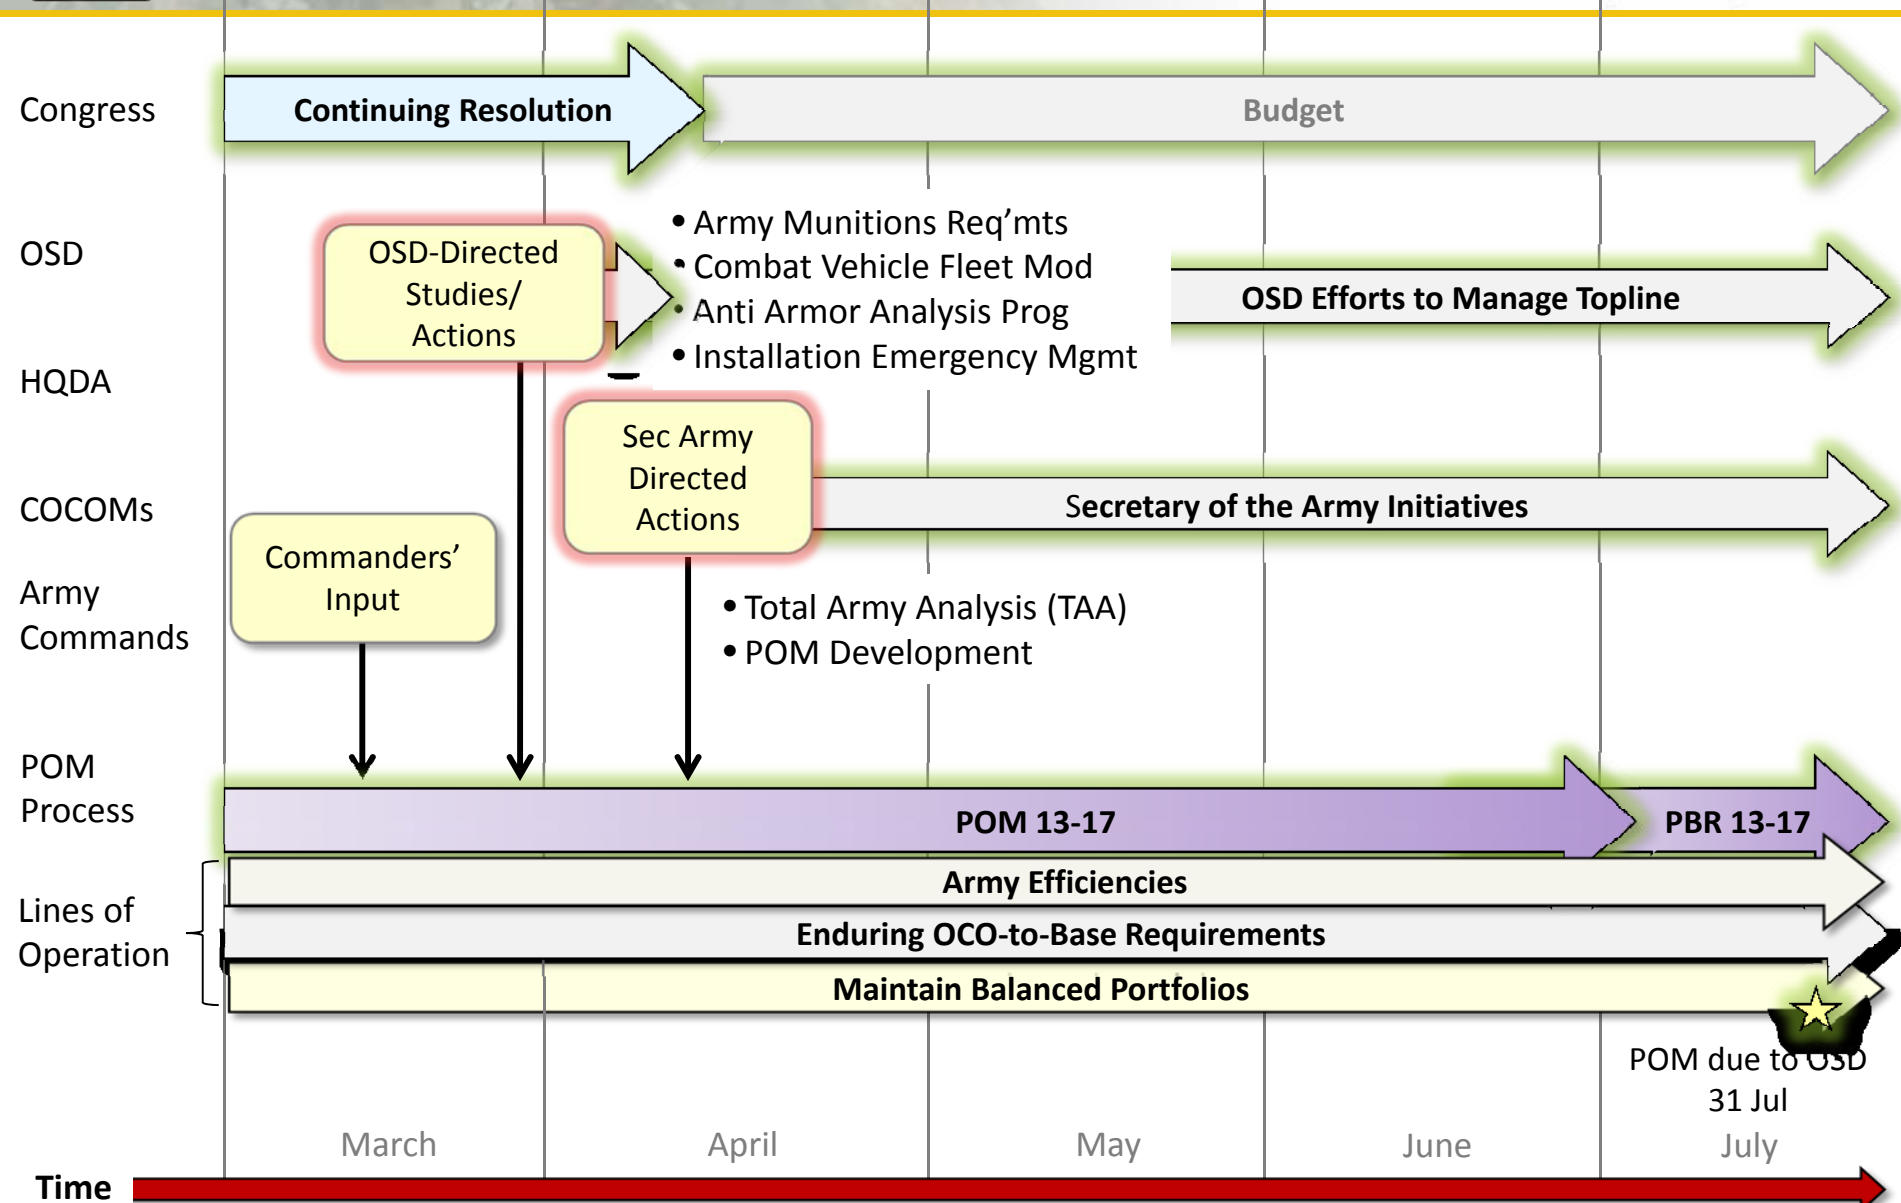 Congress
Continuing Resolution
Budget
OSD
OSD-Directed
Studies/
Actions
• Army Munitions Req'mts
• Combat Vehicle Fleet Mod
• Anti Armor Analysis Prog
• Installation Emergency Mgmt
OSD Efforts to Manage Topline
HQDA
Sec Army
Directed
Actions
Secretary of the Army Initiatives
COCOMs
Commanders'
Input
Army
Commands
• Total Army Analysis (TAA)
• POM Development
POM
Process
POM 13-17
PBR 13-17
Lines of
Operation
Army Efficiencies
Enduring OCO-to-Base Requirements
Maintain Balanced Portfolios
POM due to OSD
31 Jul
March
April
May
June
July
Time